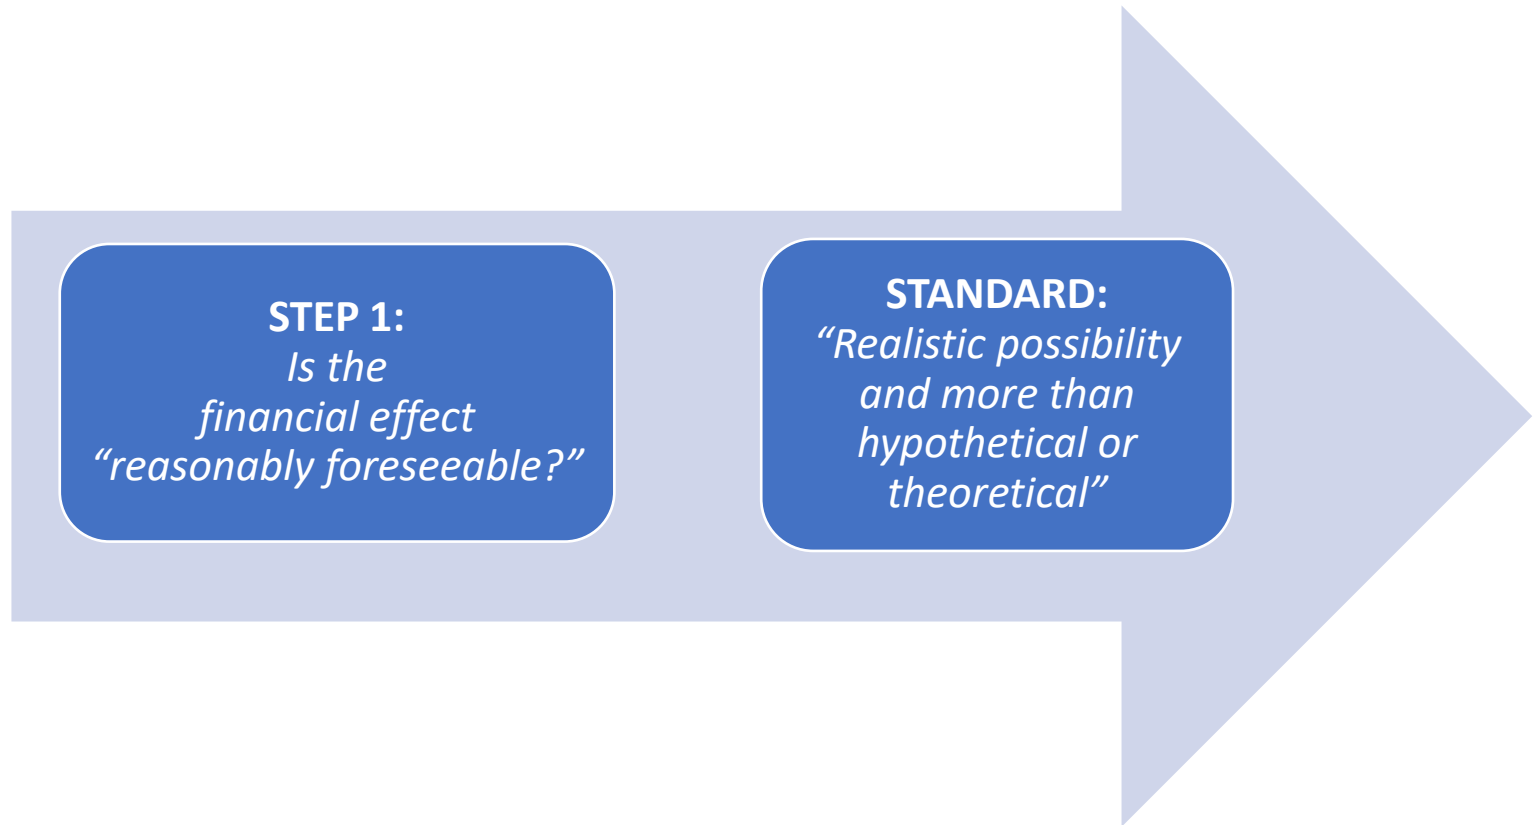 STEP 1:
Is the
financial effect
“reasonably foreseeable?”
STANDARD:
“Realistic possibility
and more than
hypothetical or
theoretical”